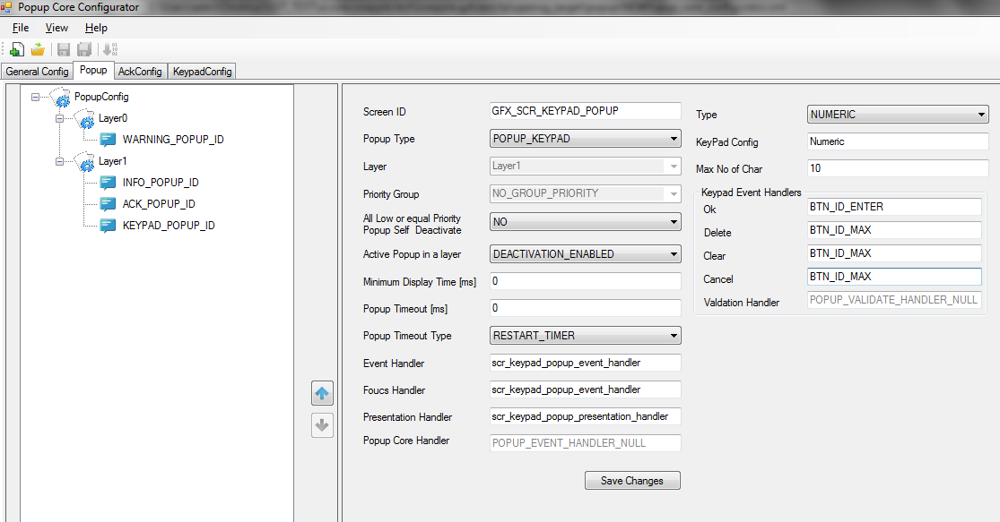 Popup Core Configurator
File View Help
General Config Popup AckConfig KeypadConfig
PopupConfig
Layer0
WARNING_POPUP_ID
Layer1
INFO_POPUP_ID
ACK_POPUP_ID
KEYPAD_POPUP_ID
Screen ID GFX_SCR_KEYPAD_POPUP
Popup Type POPUP_KEYPAD
Layer Layer1
Priority Group NO_GROUP_PRIORITY
All Low or equal Priority
Popup Self Deactivate NO
Active Popup in a layer DEACTIVATION_ENABLED
Minimum Display Time [ms] 0
Popup Timeout [ms] 0
Popup Timeout Type RESTART_TIMER
Event Handler scr_keypad_popup_event_handler
Foucs Handler scr_keypad_popup_event_handler
Presentation Handler scr_keypad_popup_presentation_handler
Popup Core Handler POPUP_EVENT_HANDLER_NULL
Save Changes
Type NUMERIC
KeyPad Config Numeric
Max No of Char 10
Keypad Event Handlers
Ok BTN_ID_ENTER
Delete BTN_ID_MAX
Clear BTN_ID_MAX
Cancel BTN_ID_MAX
Valdation Handler POPUP_VALIDATE_HANDLER_NULL